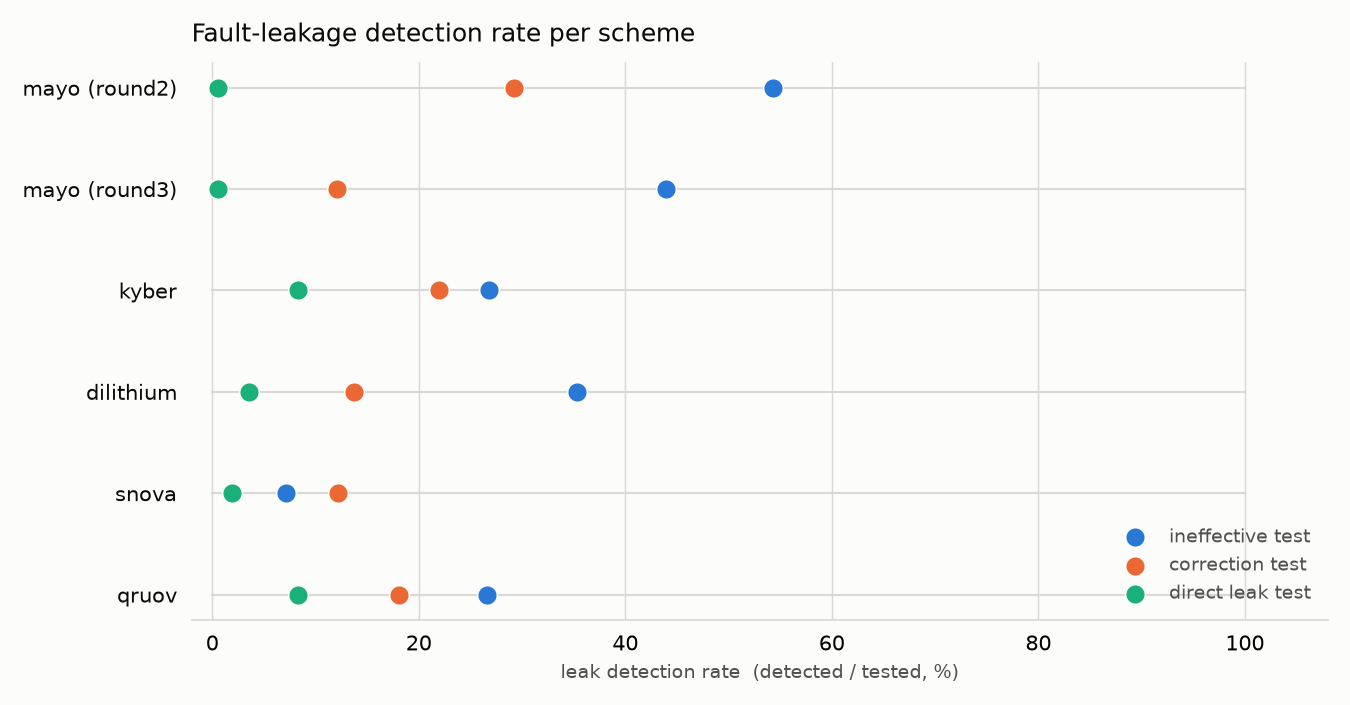 Fault-leakage detection rate per scheme
mayo (round2)
mayo (round3)
kyber
dilithium
snova
qruov
ineffective test
correction test
direct leak test
0 20 40 60 80 100
leak detection rate (detected / tested, %)